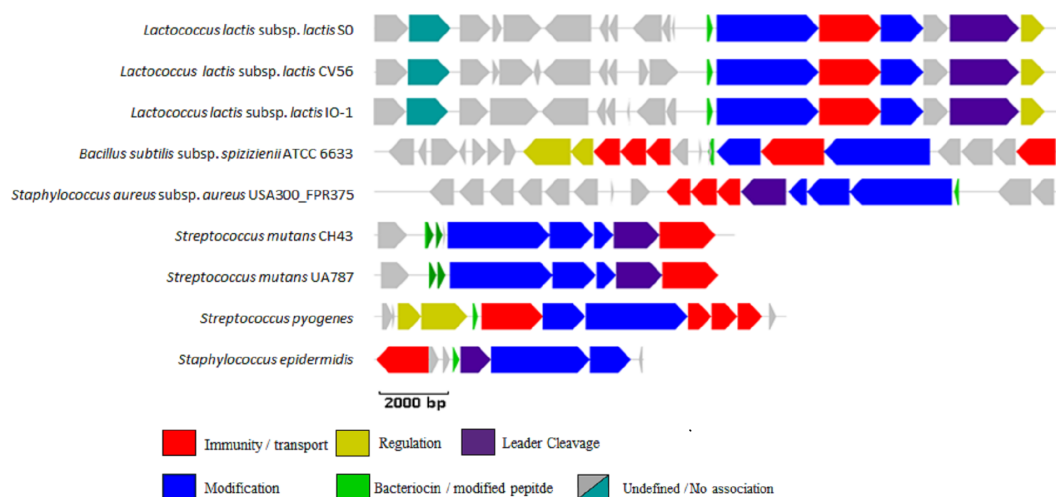 Lactococcus lactis subsp. lactis S0
Lactococcus lactis subsp. lactis CV56
Lactococcus lactis subsp. lactis IO-1
Bacillus subtilis subsp. spizizienii ATCC 6633
Staphylococcus aureus subsp. aureus USA300_FPR375
Streptococcus mutans CH43
Streptococcus mutans UA787
Streptococcus pyogenes
Staphylococcus epidermidis
2000 bp
Immunity / transport
Regulation
Leader Cleavage
Modification
Bacteriocin / modified pepitde
Undefined /No association